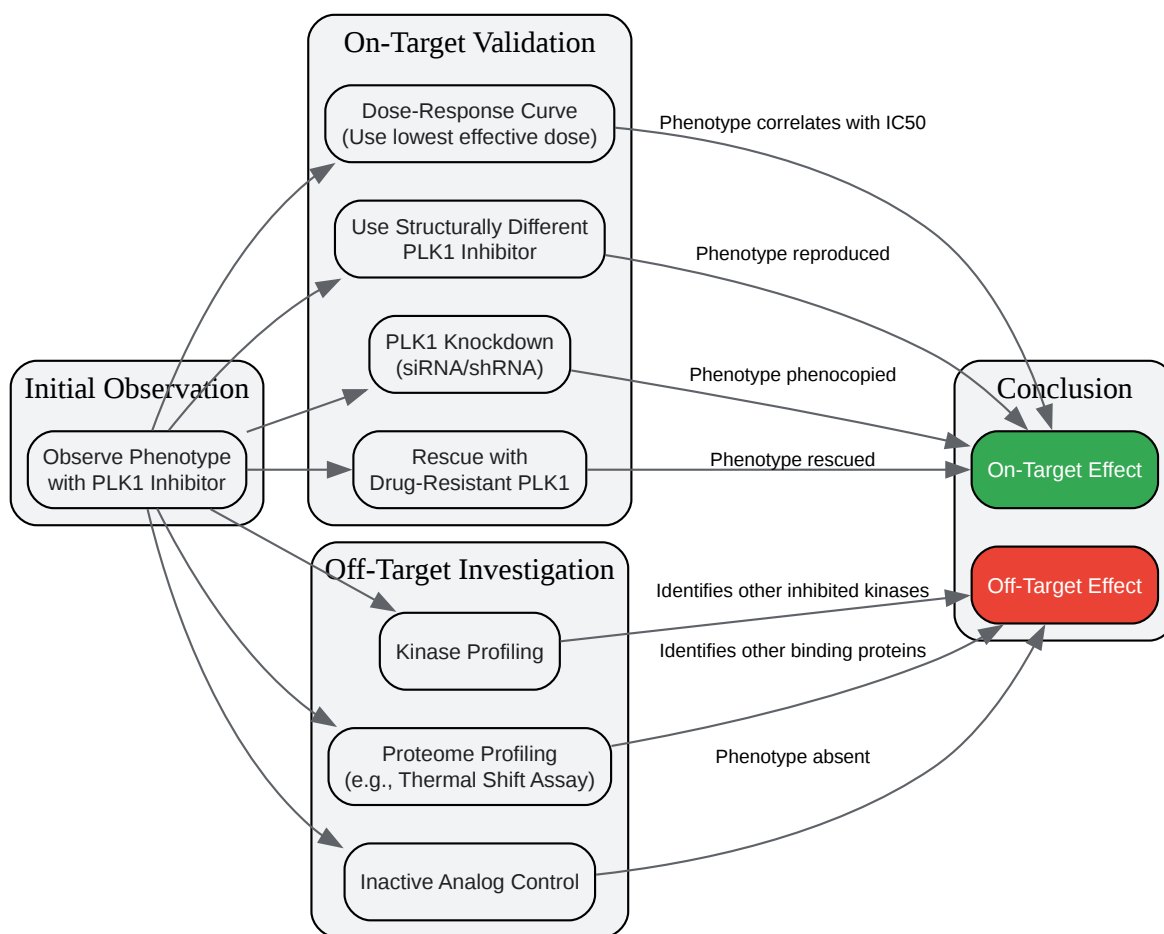 On-Target Validation
Dose-Response Curve
(Use lowest effective dose)
Phenotype correlates with IC50
Use Structurally Different
PLK1 Inhibitor
Phenotype reproduced
PLK1 Knockdown
(siRNA/shRNA)
Phenotype phenocopied
Initial Observation
Conclusion
Observe Phenotype
with PLK1 Inhibitor
Rescue with
Drug-Resistant PLK1
Phenotype rescued
On-Target Effect
Off-Target Investigation
Off-Target Effect
Identifies other inhibited kinases
Kinase Profiling
Identifies other binding proteins
Proteome Profiling
(e.g., Thermal Shift Assay)
Phenotype absent
Inactive Analog Control